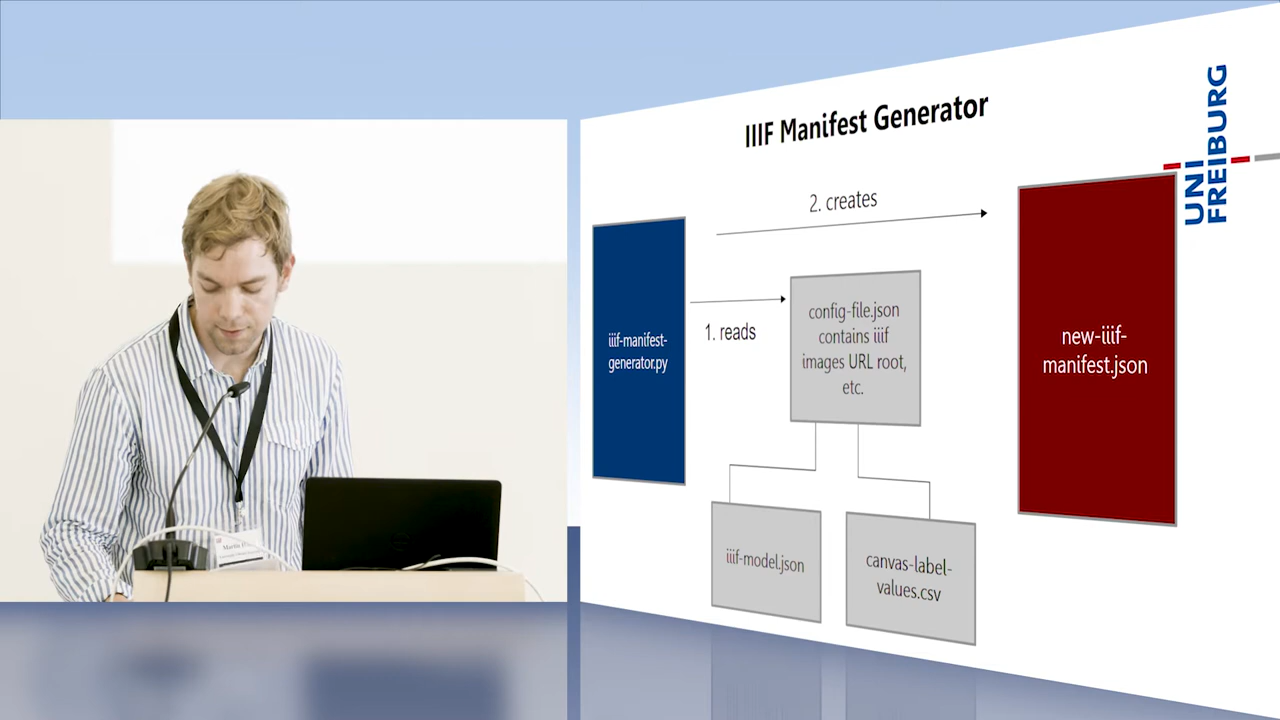 IIIF Manifest Generator
UNI
FREIBURG
2. creates
iiif-manifest-
generator.py
1. reads
config-file.json
contains iiif
images URL root,
etc.
new-iiif-
manifest.json
iiif-model.json
canvas-label-
values.csv
Martin